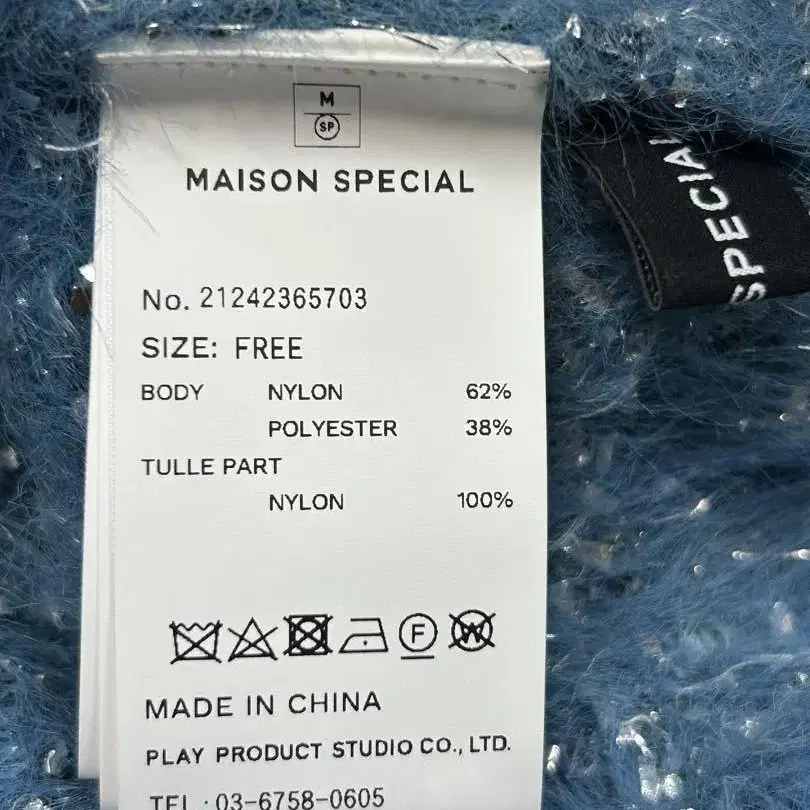 M
SP
MAISON SPECIAL
No. 21242365703
SIZE: FREE
BODY NYLON 62%
POLYESTER 38%
TULLE PART
NYLON 100%
F W
MADE IN CHINA
PLAY PRODUCT STUDIO CO., LTD.
TEL · 03-6758-0605
SPECIAL